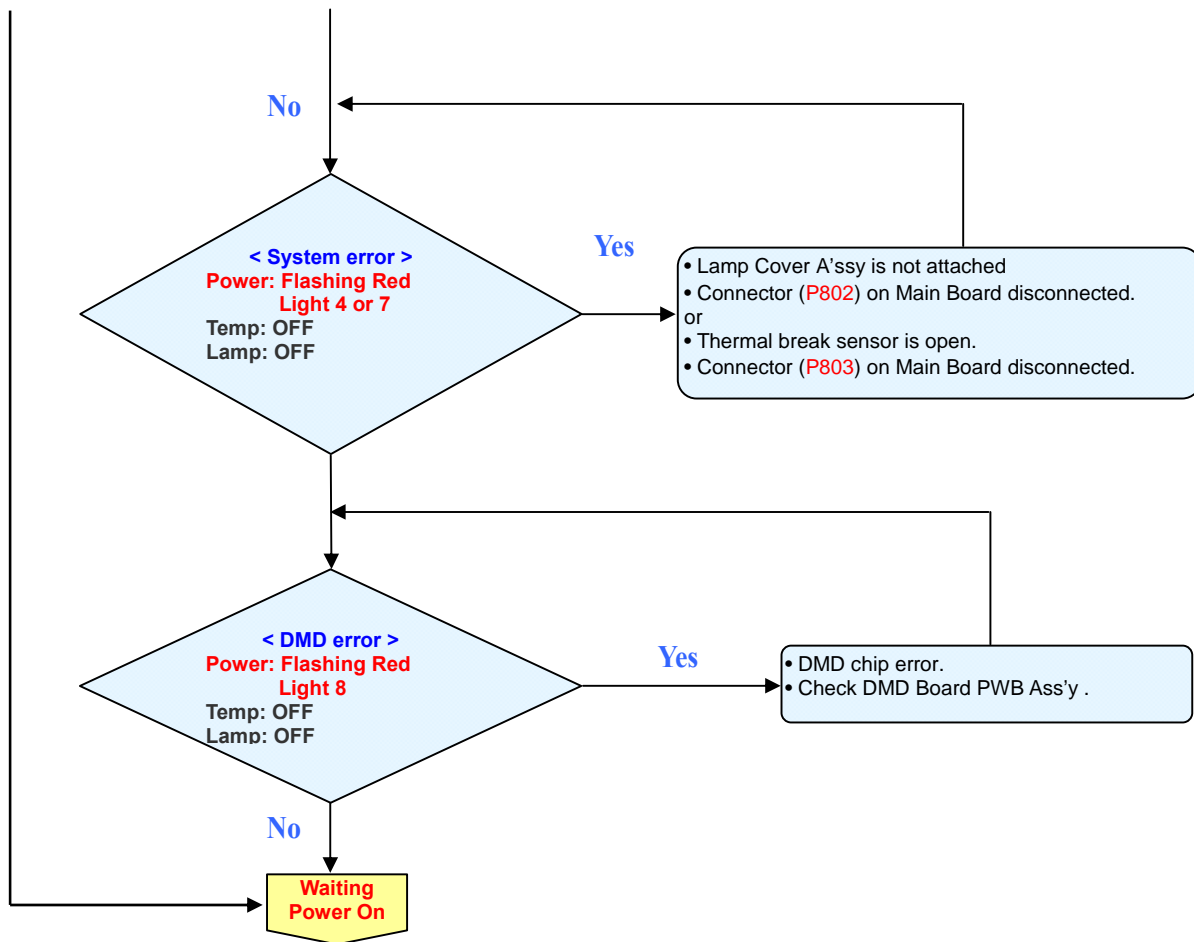 No
< System error >
Power: Flashing Red
Light 4 or 7
Temp: OFF
Lamp: OFF
Yes
• Lamp Cover A'ssy is not attached
• Connector (P802) on Main Board disconnected.
or
• Thermal break sensor is open.
• Connector (P803) on Main Board disconnected.
< DMD error >
Power: Flashing Red
Light 8
Temp: OFF
Lamp: OFF
Yes
• DMD chip error.
• Check DMD Board PWB Ass'y .
No
Waiting
Power On